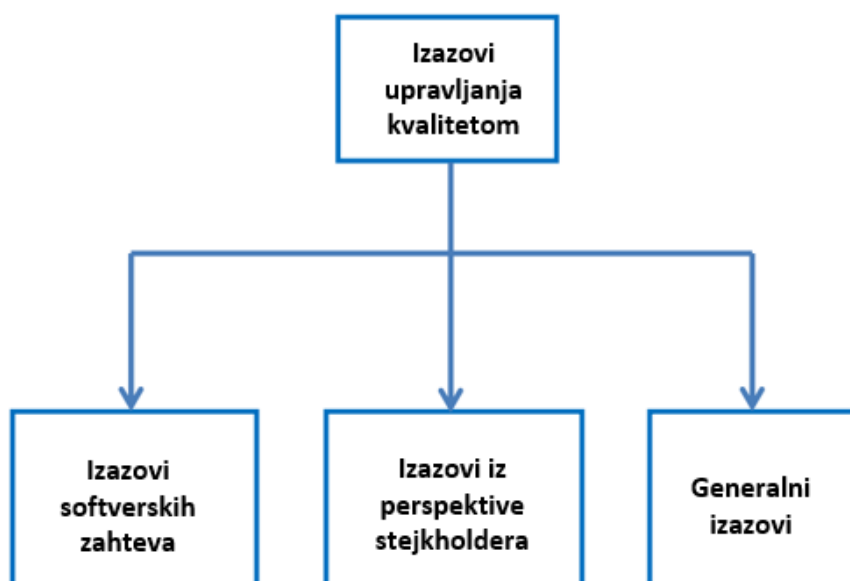 Izazovi
upravljanja
kvalitetom
Izazovi
softverskih
zahteva
Izazovi iz
perspektive
stejkholdera
Generalni
izazovi